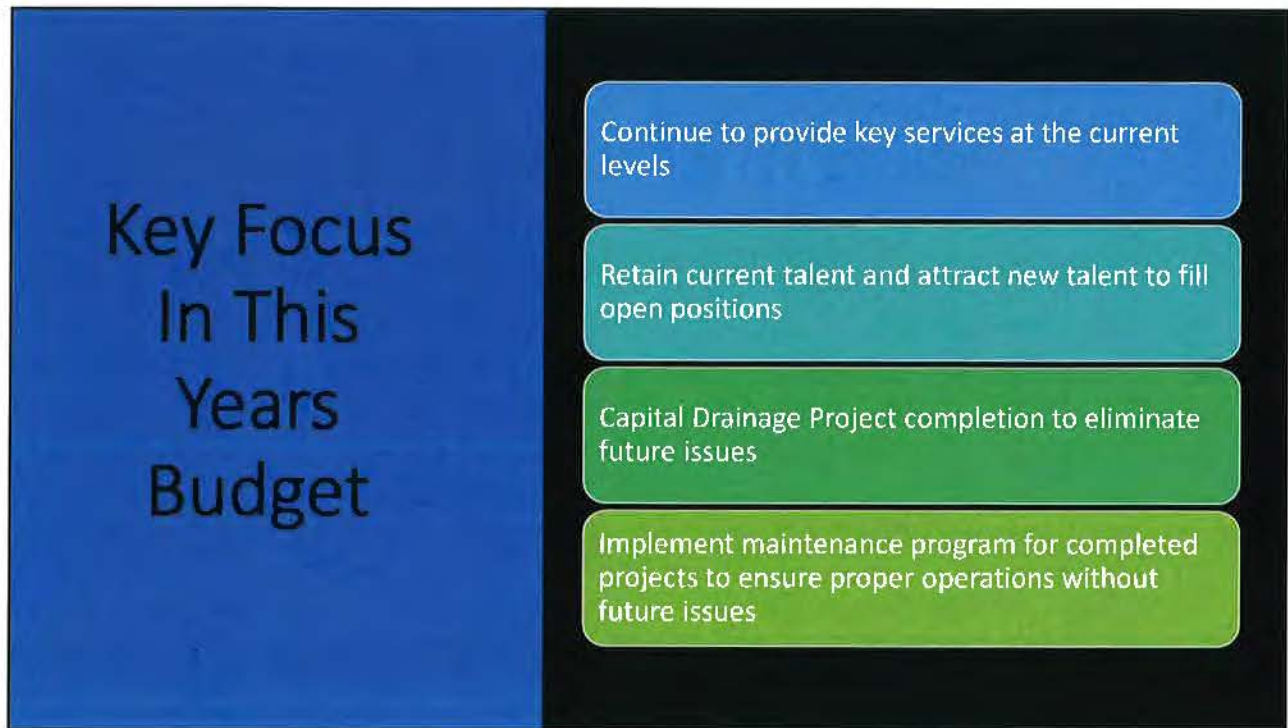 Key Focus
In This
Years
Budget
Continue to provide key services at the current
levels
Retain current talent and attract new talent to fill
open positions
Capital Drainage Project completion to eliminate
future issues
Implement maintenance program for completed
projects to ensure proper operations without
future issues